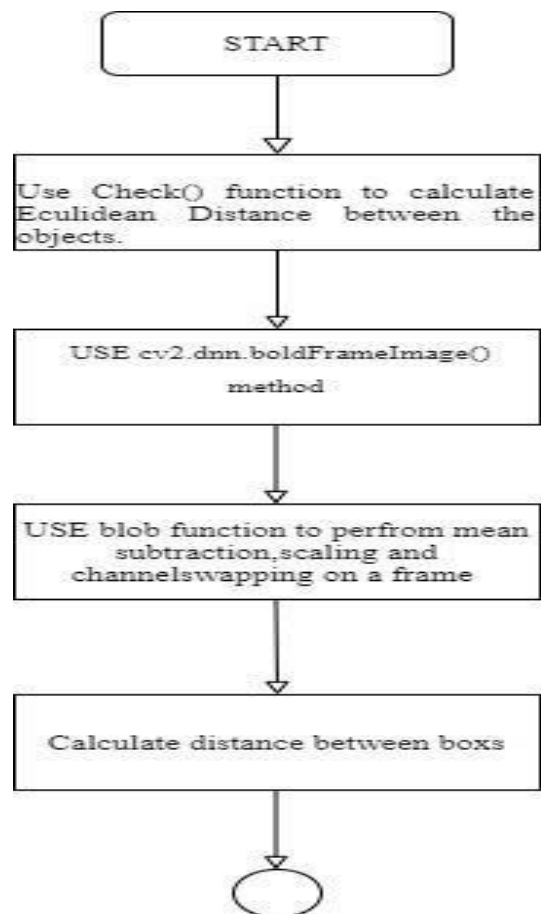 START
Use Check() function to calculate
Eculidean Distance between the
objects.
USE cv2.dnn.boldFrameImage()
method
USE blob function to perfrom mean
subtraction,scaling and
channelswapping on a frame
Calculate distance between boxs